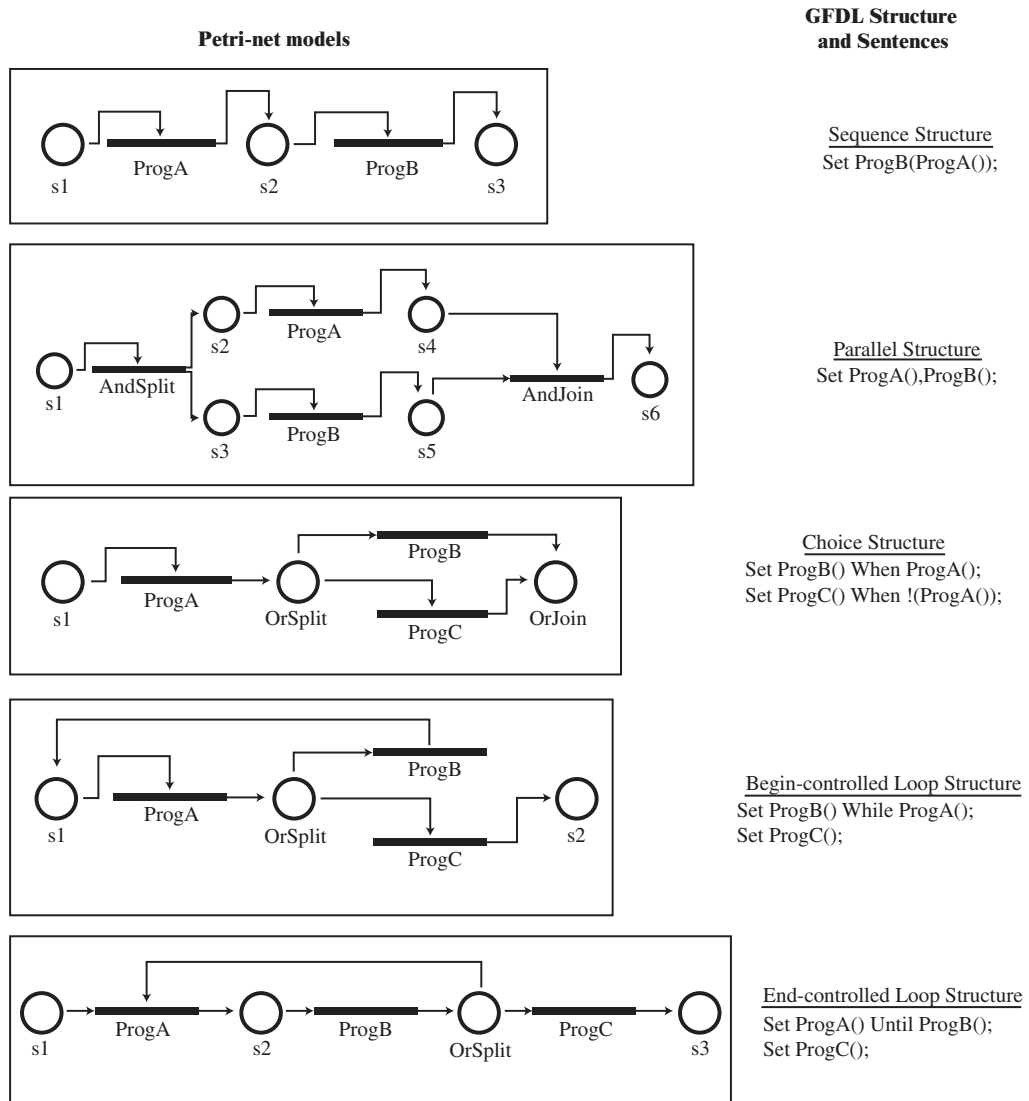 Petri-net models
GFDL Structure
and Sentences
ProgA
ProgB
s1
s2
s3
Sequence Structure
Set ProgB(ProgA());
s2
ProgA
s4
s1
AndSplit
AndJoin
s6
s3
ProgB
s5
Parallel Structure
Set ProgA(),ProgB();
ProgB
s1
ProgA
OrSplit
ProgC
OrJoin
Choice Structure
Set ProgB() When ProgA();
Set ProgC() When !(ProgA());
ProgB
s1
ProgA
OrSplit
ProgC
s2
Begin-controlled Loop Structure
Set ProgB() While ProgA();
Set ProgC();
s1
ProgA
s2
ProgB
OrSplit
ProgC
s3
End-controlled Loop Structure
Set ProgA() Until ProgB();
Set ProgC();